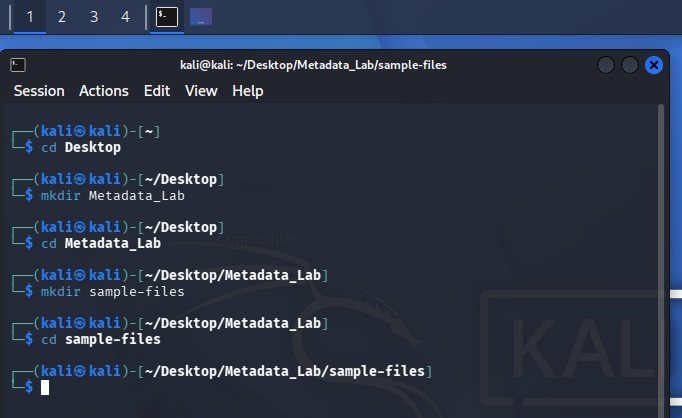 1 2 3 4
kali@kali: ~/Desktop/Metadata_Lab/sample-files
Session Actions Edit View Help
┌──(kali㉿kali)-[~]
└─$ cd Desktop
┌──(kali㉿kali)-[~/Desktop]
└─$ mkdir Metadata_Lab
┌──(kali㉿kali)-[~/Desktop]
└─$ cd Metadata_Lab
sample-files
┌──(kali㉿kali)-[~/Desktop/Metadata_Lab]
└─$ mkdir sample-files
┌──(kali㉿kali)-[~/Desktop/Metadata_Lab]
└─$ cd sample-files
┌──(kali㉿kali)-[~/Desktop/Metadata_Lab/sample-files]
└─$
KALI